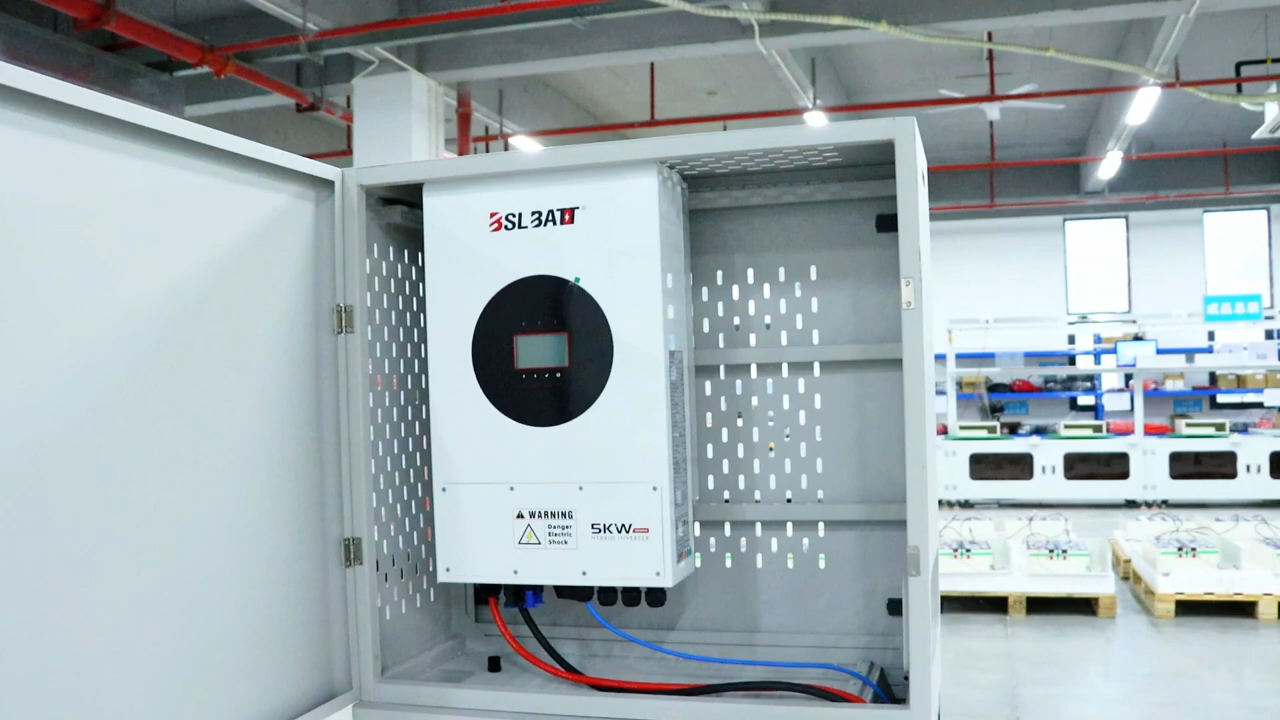 BSLBATT®
WARNING
Danger
Electric
Shock
5KW
HYBRID INVERTER